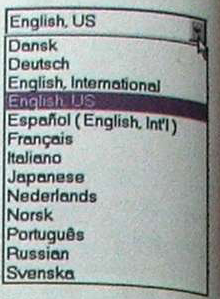 English, US
Dansk
Deutsch
English, International
English, US
Español ( English, Int'l )
Français
Italiano
Japanese
Nederlands
Norsk
Português
Russian
Svenska